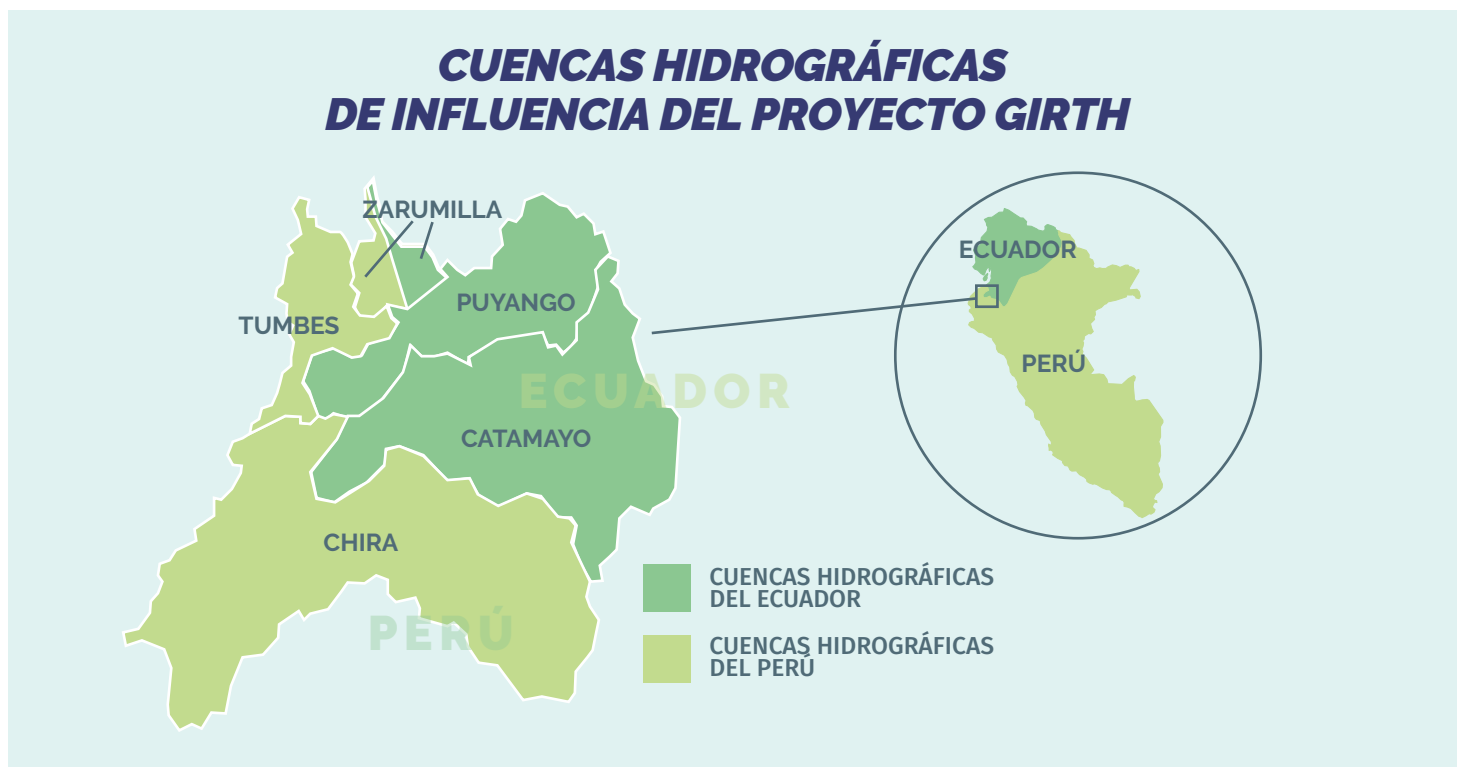 CUENCAS HIDROGRÁFICAS
DE INFLUENCIA DEL PROYECTO GIRTH
ZARUMILLA
PUYANGO
TUMBES
ECUADOR
CATAMAYO
CHIRA
PERÚ
ECUADOR
PERÚ
CUENCAS HIDROGRÁFICAS
DEL ECUADOR
CUENCAS HIDROGRÁFICAS
DEL PERÚ